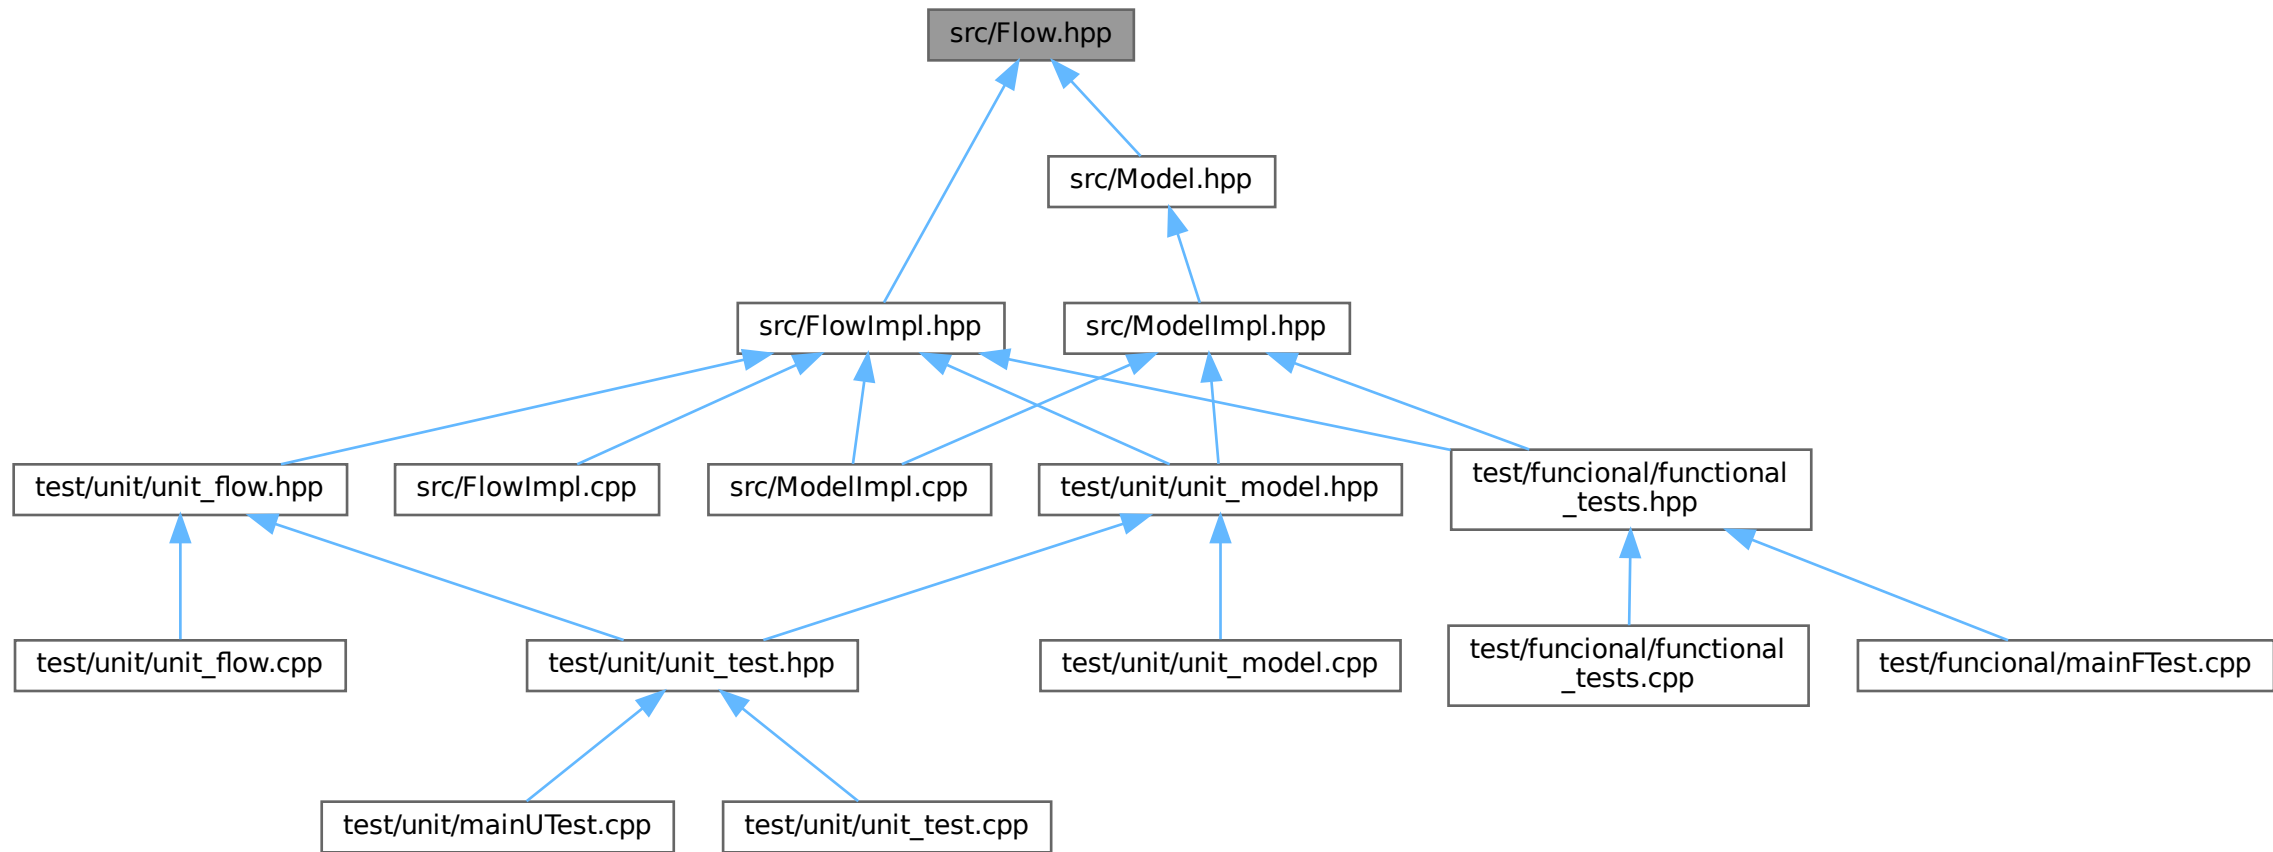 src/Flow.hpp
src/Model.hpp
src/FlowImpl.hpp
src/ModelImpl.hpp
test/unit/unit_flow.hpp
src/FlowImpl.cpp
src/ModelImpl.cpp
test/unit/unit_model.hpp
test/funcional/functional
_tests.hpp
test/unit/unit_flow.cpp
test/unit/unit_test.hpp
test/unit/unit_model.cpp
test/funcional/functional
_tests.cpp
test/funcional/mainFTest.cpp
test/unit/mainUTest.cpp
test/unit/unit_test.cpp